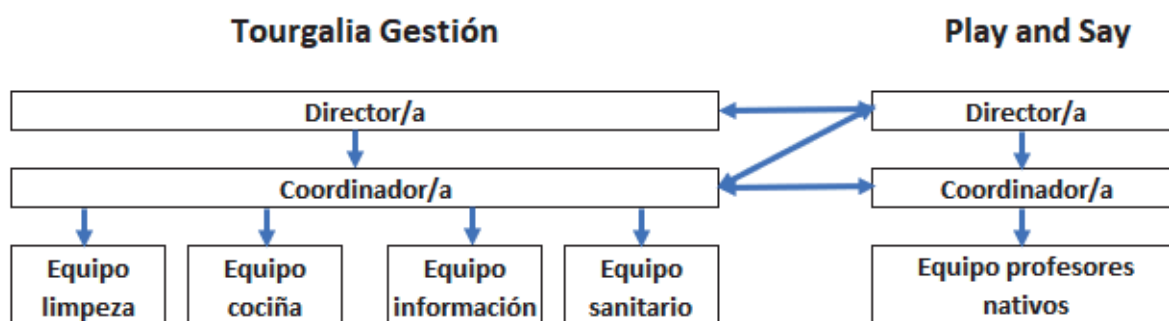 Tourgalia Gestión
Play and Say
Director/a
Director/a
Coordinador/a
Coordinador/a
Equipo
limpeza
Equipo
cociña
Equipo
información
Equipo
sanitario
Equipo profesores
nativos